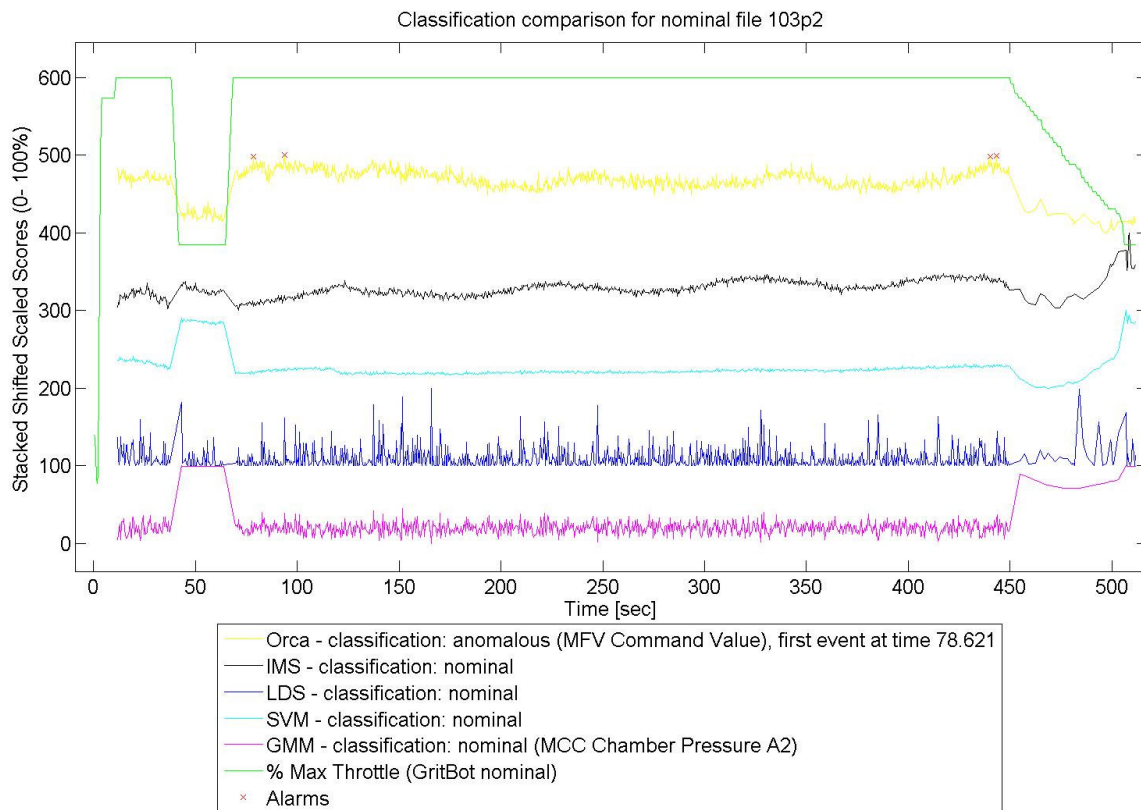 Classification comparison for nominal file 103p2
Stacked Shifted Scaled Scores (0- 100%)
600
500
400
300
200
100
0
0 50 100 150 200 250 300 350 400 450 500
Time [sec]
Orca - classification: anomalous (MFV Command Value), first event at time 78.621
IMS - classification: nominal
LDS - classification: nominal
SVM - classification: nominal
GMM - classification: nominal (MCC Chamber Pressure A2)
% Max Throttle (GritBot nominal)
Alarms